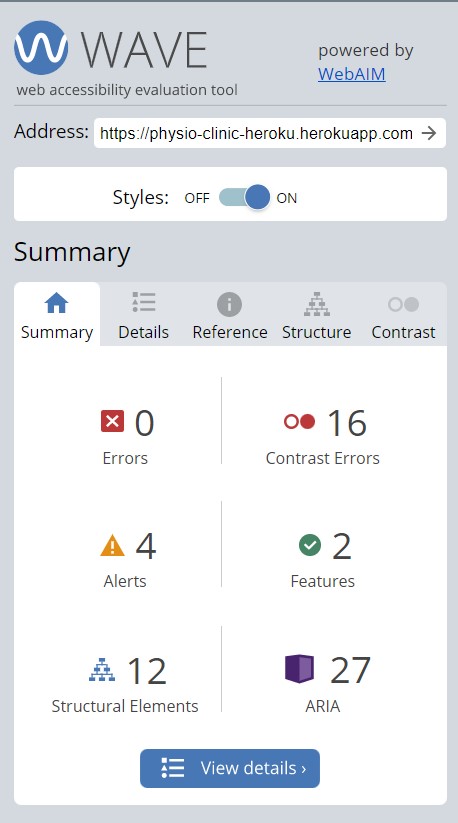 WAVE
web accessibility evaluation tool
powered by
WebAIM
Address: https://physio-clinic-heroku.herokuapp.com
Styles: OFF ON
Summary
Summary Details Reference Structure Contrast
0 16
Errors Contrast Errors
4 2
Alerts Features
12 27
Structural Elements ARIA
View details ›